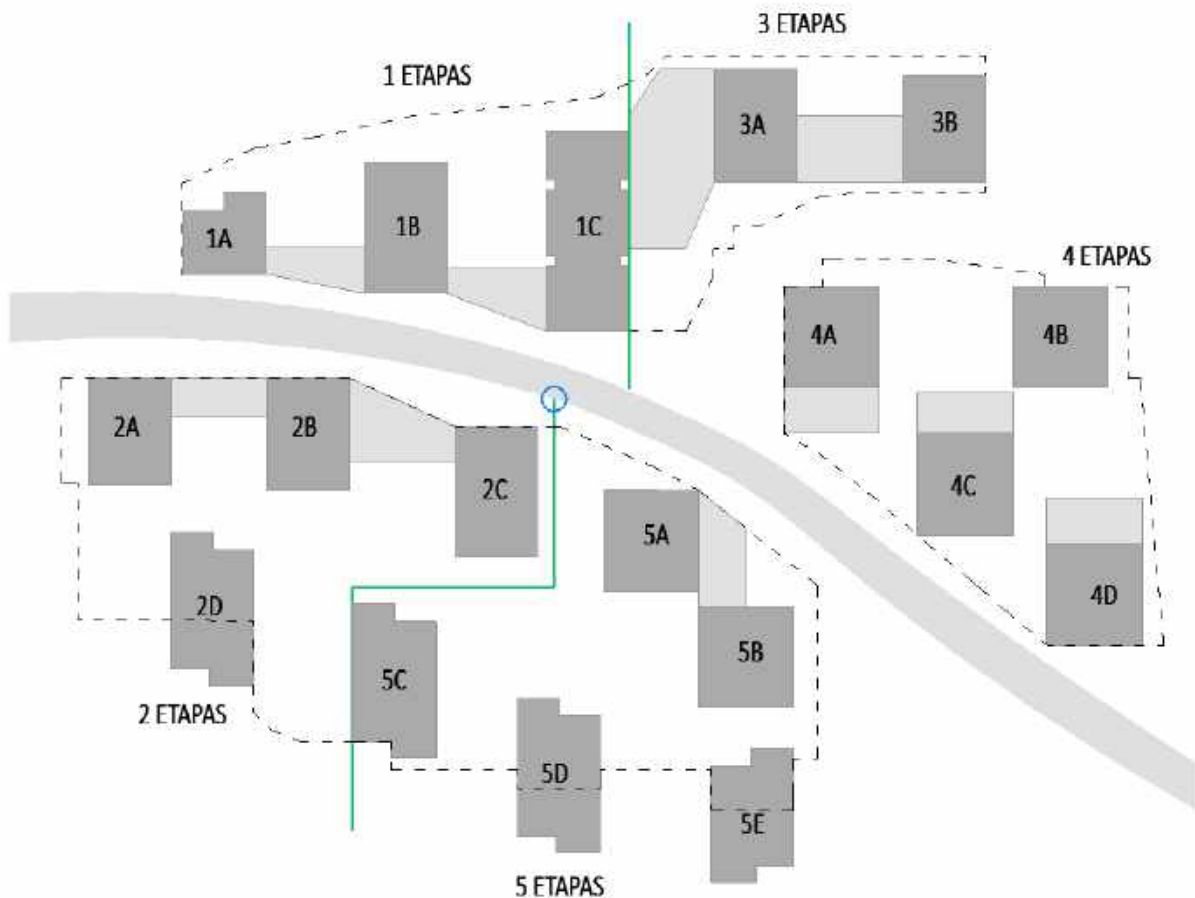 3 ETAPAS
1 ETAPAS
3A
3B
1A
1B
1C
4 ETAPAS
4A
4B
2A
2B
2C
4C
5A
4D
2D
5B
5C
2 ETAPAS
5D
5E
5 ETAPAS